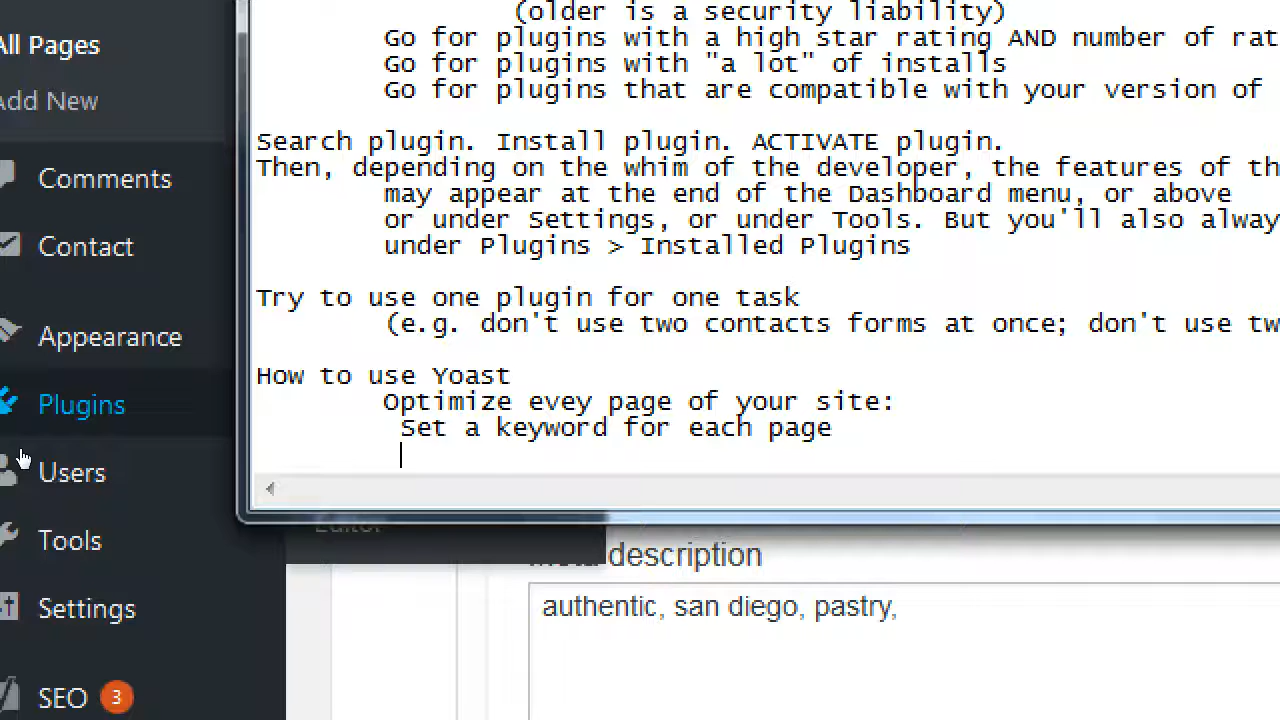 All Pages
Add New
Comments
Contact
Appearance
Plugins
Users
Tools
Settings
SEO 3
(older is a security liability)
Go for plugins with a high star rating AND number of rat
Go for plugins with "a lot" of installs
Go for plugins that are compatible with your version of
Search plugin. Install plugin. ACTIVATE plugin.
Then, depending on the whim of the developer, the features of th
may appear at the end of the Dashboard menu, or above
or under Settings, or under Tools. But you'll also alway
under Plugins > Installed Plugins
Try to use one plugin for one task
(e.g. don't use two contacts forms at once; don't use tw
How to use Yoast
Optimize evey page of your site:
Set a keyword for each page
Editor
Meta description
authentic, san diego, pastry,